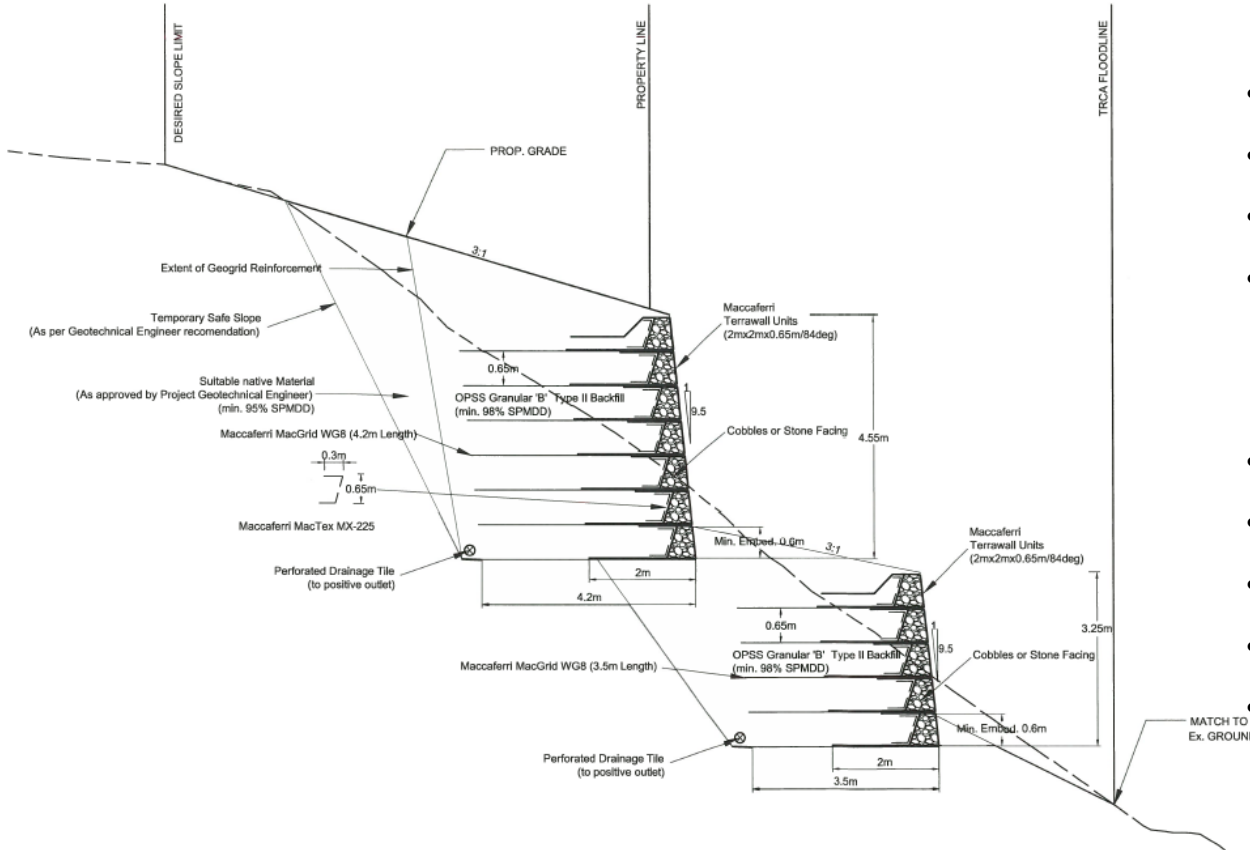 DESIRED SLOPE LIMIT
PROPERTY LINE
TRCA FLOODLINE
PROP. GRADE
3:1
Extent of Geogrid Reinforcement
Temporary Safe Slope
(As per Geotechnical Engineer recomendation)
Maccaferri
Terrawall Units
(2mx2mx0.65m/84deg)
0.65m
Suitable native Material
(As approved by Project Geotechnical Engineer)
(min. 95% SPMDD)
OPSS Granular 'B' Type II Backfill
(min. 98% SPMDD)
1
9.5
Cobbles or Stone Facing
4.55m
Maccaferri MacGrid WG8 (4.2m Length)
0.3m
0.65m
Maccaferri MacTex MX-225
Min. Embed. 0.6m
3:1
Maccaferri
Terrawall Units
(2mx2mx0.65m/84deg)
Perforated Drainage Tile
(to positive outlet)
2m
4.2m
0.65m
1
9.5
3.25m
OPSS Granular 'B' Type II Backfill
(min. 98% SPMDD)
Cobbles or Stone Facing
Maccaferri MacGrid WG8 (3.5m Length)
Min. Embed. 0.6m
MATCH TO
Ex. GROUND
Perforated Drainage Tile
(to positive outlet)
2m
3.5m